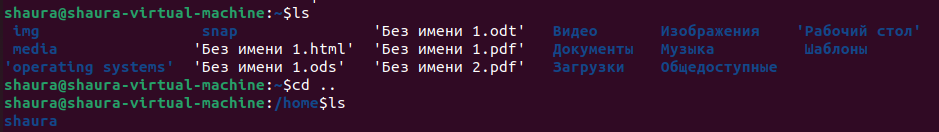 shaura@shaura-virtual-machine:~$ls
img snap 'Без имени 1.odt' Видео Изображения 'Рабочий стол'
media 'Без имени 1.html' 'Без имени 1.pdf' Документы Музыка Шаблоны
'operating systems' 'Без имени 1.ods' 'Без имени 2.pdf' Загрузки Общедоступные
shaura@shaura-virtual-machine:~$cd ..
shaura@shaura-virtual-machine:/home$ls
shaura